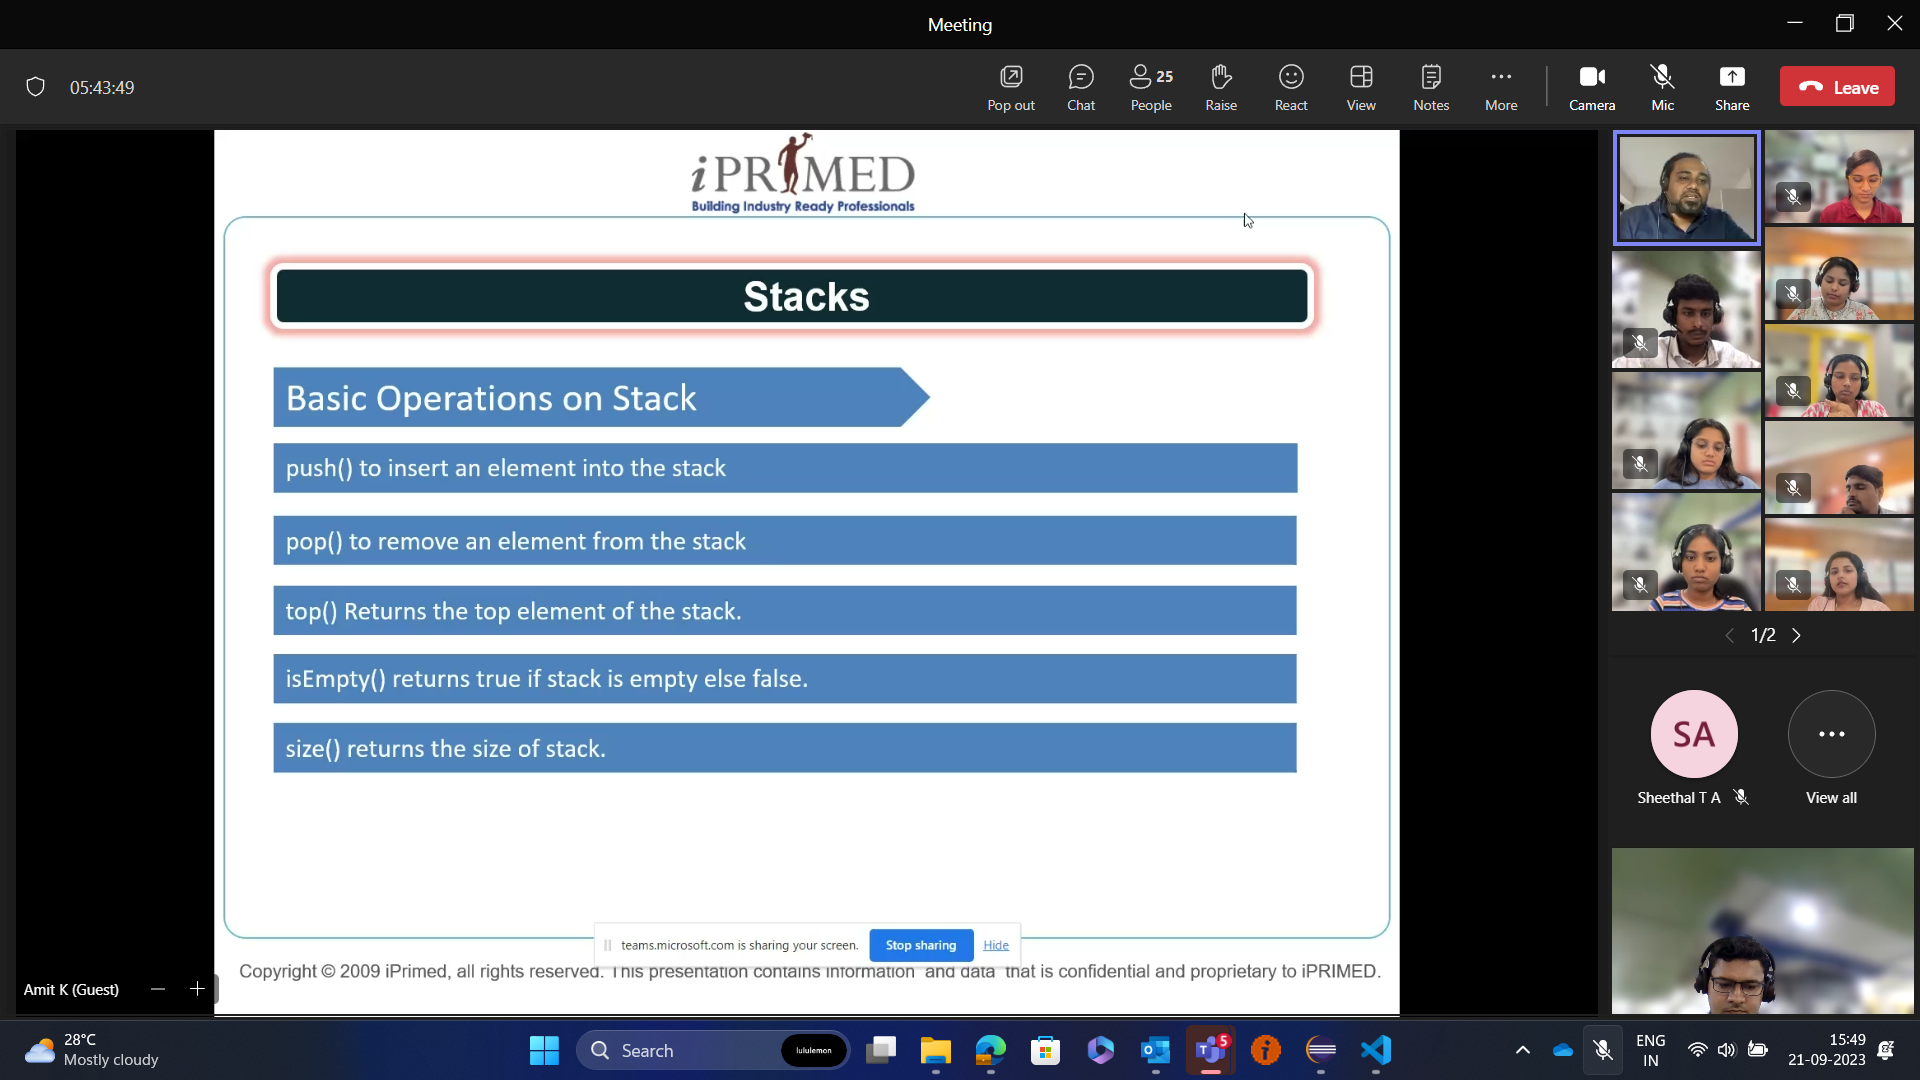 Meeting
05:43:49
Pop out
Chat
25
People
Raise
React
View
Notes
More
Camera
Mic
Share
Leave
iPRIMED
Building Industry Ready Professionals
Stacks
Basic Operations on Stack
push() to insert an element into the stack
pop() to remove an element from the stack
top() Returns the top element of the stack.
isEmpty() returns true if stack is empty else false.
size() returns the size of stack.
teams.microsoft.com is sharing your screen.
Stop sharing
Hide
Copyright © 2009 iPrimed, all rights reserved. This presentation contains information and data that is confidential and proprietary to iPRIMED.
Amit K (Guest)
1/2
SA
Sheethal T A
View all
28°C
Mostly cloudy
Search
lululemon
5
ENG
IN
15:49
21-09-2023